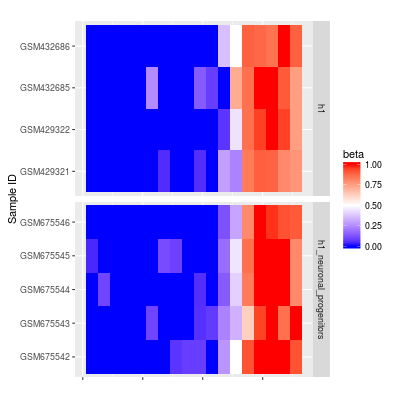 GSM432686
GSM432685
GSM429322
GSM429321
h1
GSM675546
GSM675545
GSM675544
GSM675543
GSM675542
h1_neuronal_progenitors
Sample ID
beta
1.00
0.75
0.50
0.25
0.00